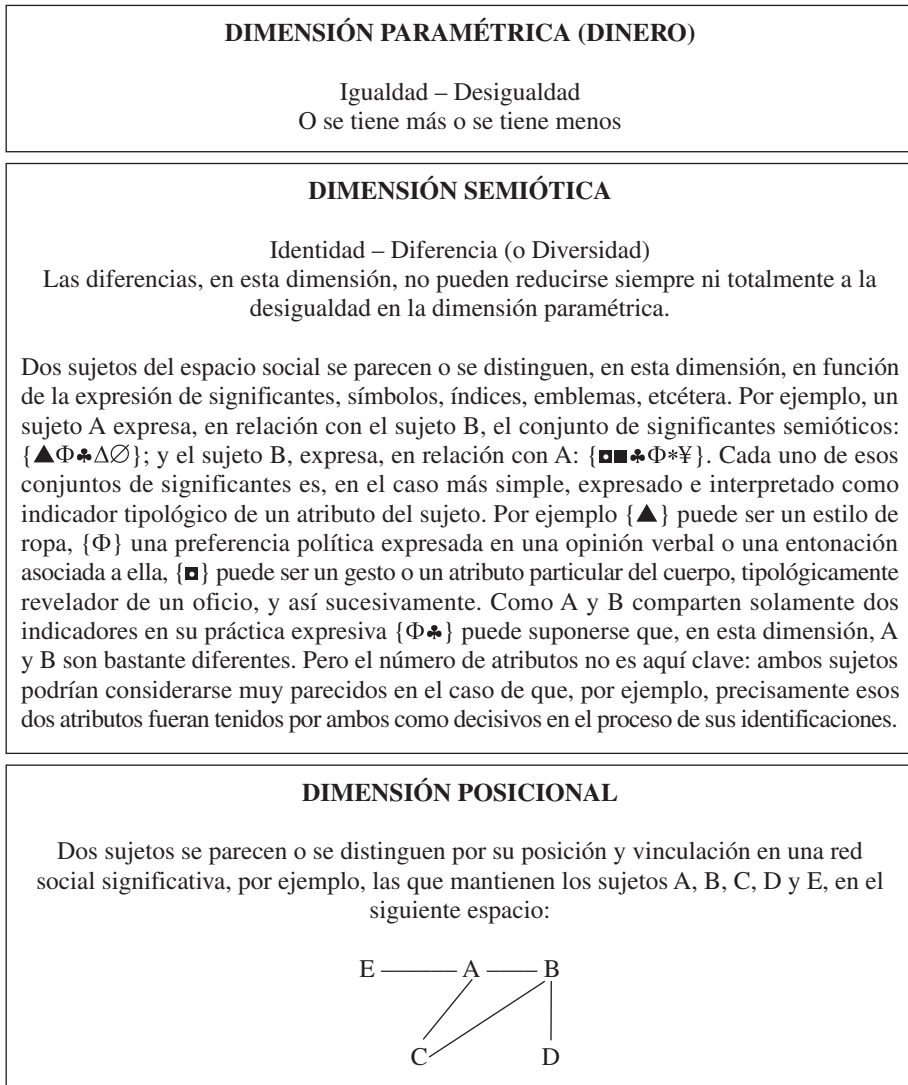 DIMENSIÓN PARAMÉTRICA (DINERO)
Igualdad – Desigualdad
O se tiene más o se tiene menos
DIMENSIÓN SEMIÓTICA
Identidad – Diferencia (o Diversidad)
Las diferencias, en esta dimensión, no pueden reducirse siempre ni totalmente a la
desigualdad en la dimensión paramétrica.
Dos sujetos del espacio social se parecen o se distinguen, en esta dimensión, en función
de la expresión de significantes, símbolos, índices, emblemas, etcétera. Por ejemplo, un
sujeto A expresa, en relación con el sujeto B, el conjunto de significantes semióticos:
{▲Φ♣Δ∅}; y el sujeto B, expresa, en relación con A: {◘■♣Φ*¥}. Cada uno de esos
conjuntos de significantes es, en el caso más simple, expresado e interpretado como
indicador tipológico de un atributo del sujeto. Por ejemplo {▲} puede ser un estilo de
ropa, {Φ} una preferencia política expresada en una opinión verbal o una entonación
asociada a ella, {◘} puede ser un gesto o un atributo particular del cuerpo, tipológicamente
revelador de un oficio, y así sucesivamente. Como A y B comparten solamente dos
indicadores en su práctica expresiva {Φ♣} puede suponerse que, en esta dimensión, A
y B son bastante diferentes. Pero el número de atributos no es aquí clave: ambos sujetos
podrían considerarse muy parecidos en el caso de que, por ejemplo, precisamente esos
dos atributos fueran tenidos por ambos como decisivos en el proceso de sus identificaciones.
DIMENSIÓN POSICIONAL
Dos sujetos se parecen o se distinguen por su posición y vinculación en una red
social significativa, por ejemplo, las que mantienen los sujetos A, B, C, D y E, en el
siguiente espacio:
E A B
C D